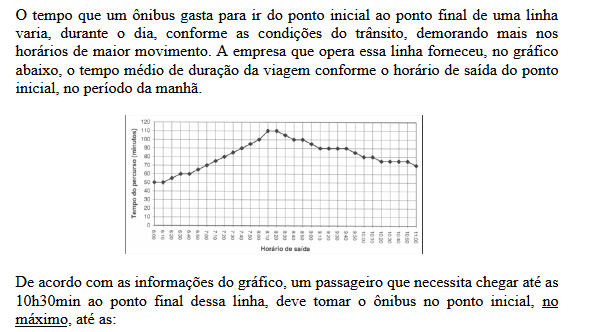 O tempo que um ônibus gasta para ir do ponto inicial ao ponto final de uma linha
varia, durante o dia, conforme as condições do trânsito, demorando mais nos
horários de maior movimento. A empresa que opera essa linha forneceu, no gráfico
abaixo, o tempo médio de duração da viagem conforme o horário de saída do ponto
inicial, no período da manhã.
Tempo do percurso (minutos)
120
110
100
90
80
70
60
50
40
30
20
10
0
Horário de saída
De acordo com as informações do gráfico, um passageiro que necessita chegar até as
10h30min ao ponto final dessa linha, deve tomar o ônibus no ponto inicial, no
máximo, até as: